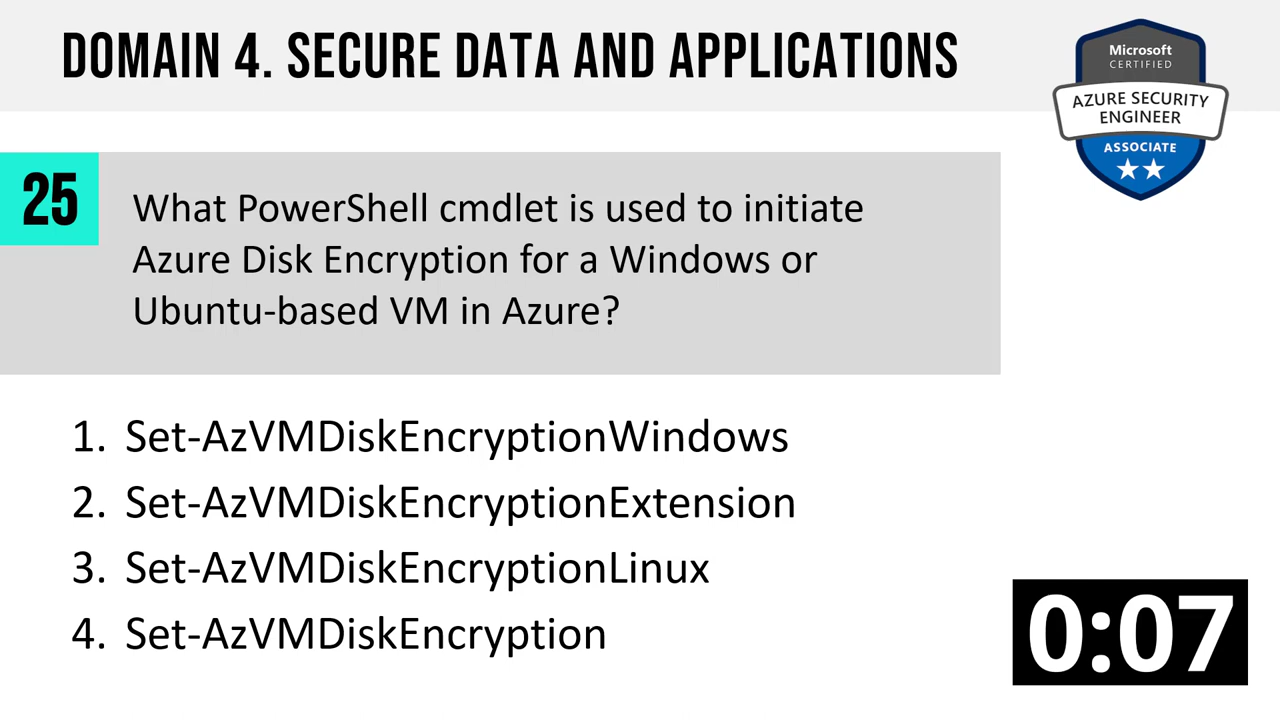 DOMAIN 4. SECURE DATA AND APPLICATIONS
Microsoft
CERTIFIED
AZURE SECURITY
ENGINEER
ASSOCIATE
25
What PowerShell cmdlet is used to initiate
Azure Disk Encryption for a Windows or
Ubuntu-based VM in Azure?
1. Set-AzVMDiskEncryptionWindows
2. Set-AzVMDiskEncryptionExtension
3. Set-AzVMDiskEncryptionLinux
4. Set-AzVMDiskEncryption
0:07